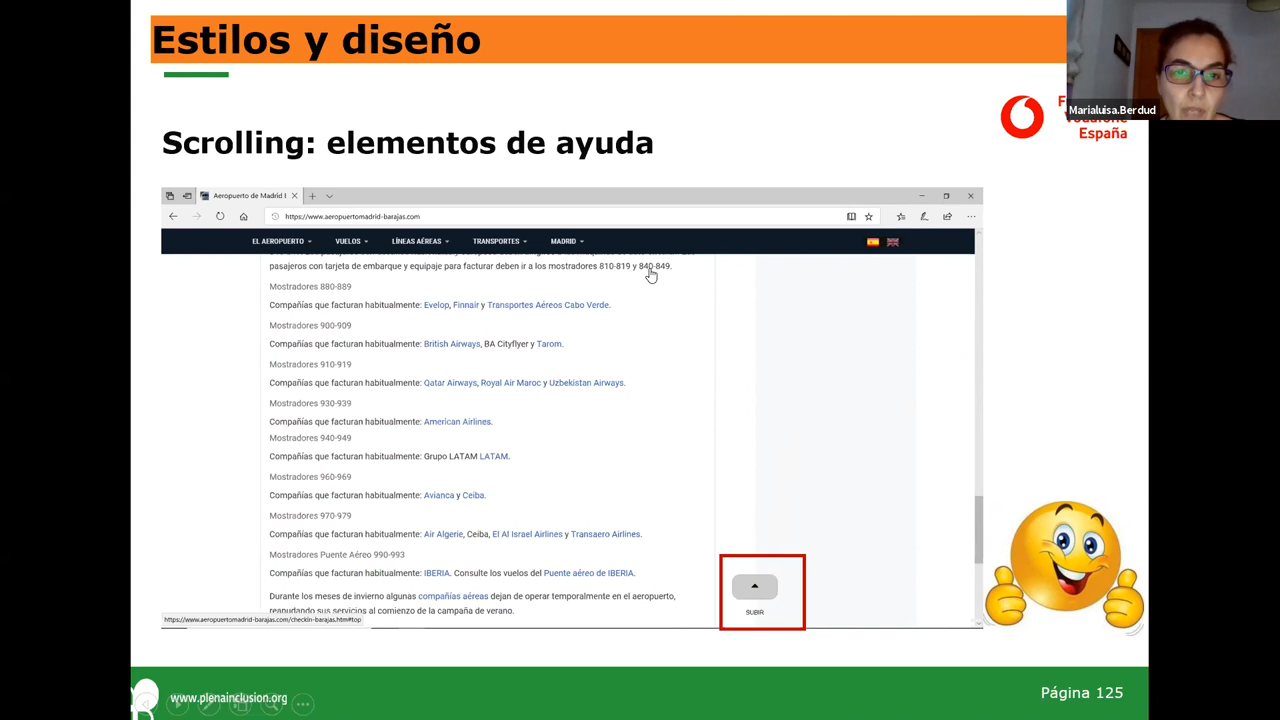 Estilos y diseño
Marialuisa.Berdud
España
Scrolling: elementos de ayuda
Aeropuerto de Madrid
https://www.aeropuertomadrid-barajas.com
EL AEROPUERTO VUELOS LÍNEAS AÉREAS TRANSPORTES MADRID
pasajeros con tarjeta de embarque y equipaje para facturar deben ir a los mostradores 810-819 y 840-849.
Mostradores 880-889
Compañías que facturan habitualmente: Evelop, Finnair y Transportes Aéreos Cabo Verde.
Mostradores 900-909
Compañías que facturan habitualmente: British Airways, BA Cityflyer y Tarom.
Mostradores 910-919
Compañías que facturan habitualmente: Qatar Airways, Royal Air Maroc y Uzbekistan Airways.
Mostradores 930-939
Compañías que facturan habitualmente: American Airlines.
Mostradores 940-949
Compañías que facturan habitualmente: Grupo LATAM LATAM.
Mostradores 960-969
Compañías que facturan habitualmente: Avianca y Ceiba.
Mostradores 970-979
Compañías que facturan habitualmente: Air Algerie, Ceiba, El Al Israel Airlines y Transaero Airlines.
Mostradores Puente Aéreo 990-993
Compañías que facturan habitualmente: IBERIA. Consulte los vuelos del Puente aéreo de IBERIA.
Durante los meses de invierno algunas compañías aéreas dejan de operar temporalmente en el aeropuerto,
reanudando sus servicios al comienzo de la campaña de verano.
SUBIR
https://www.aeropuertomadrid-barajas.com/checkin-barajas.htm#top
www.plenainclusion.org
Página 125